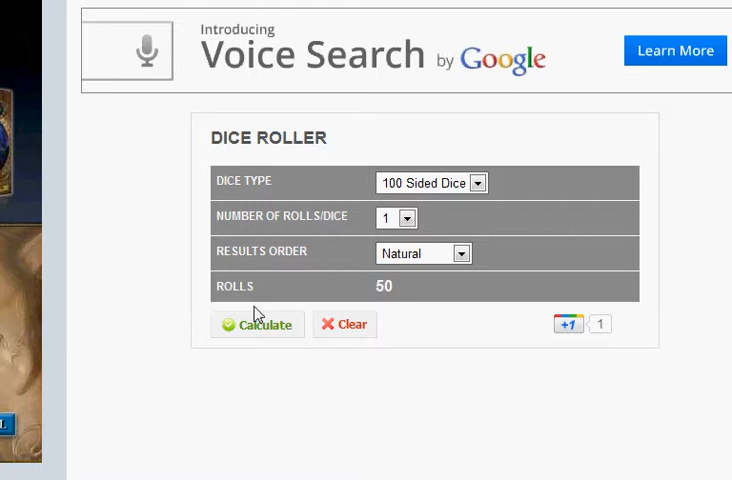 Introducing
Voice Search by Google
Learn More
DICE ROLLER
DICE TYPE 100 Sided Dice
NUMBER OF ROLLS/DICE 1
RESULTS ORDER Natural
ROLLS 50
Calculate Clear +1 1